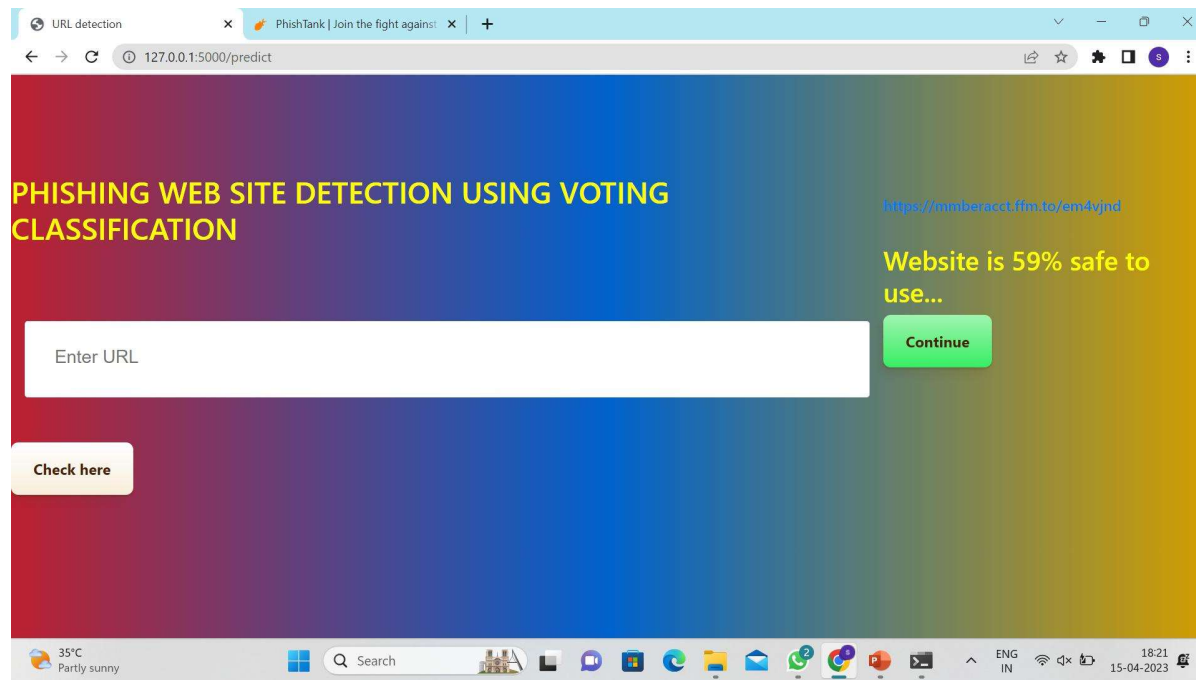 URL detection
PhishTank | Join the fight against
127.0.0.1:5000/predict
S
PHISHING WEB SITE DETECTION USING VOTING
CLASSIFICATION
https://mmberacct.ffm.to/em4vjnd
Website is 59% safe to
use...
Continue
Enter URL
Check here
35°C
Partly sunny
Search
2
S
ENG
IN
18:21
15-04-2023